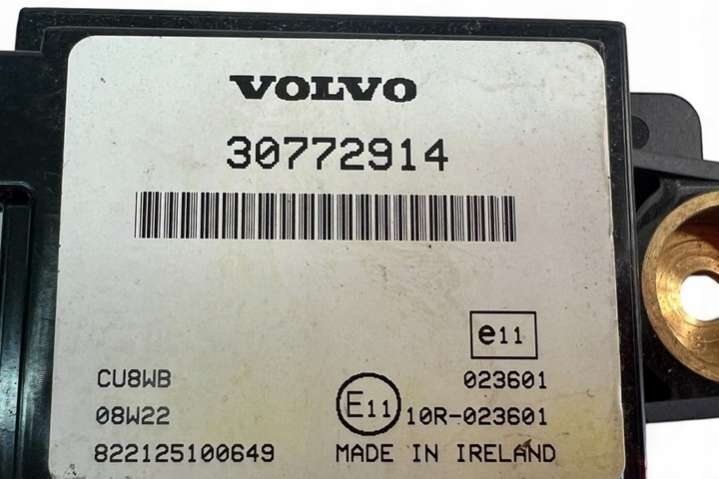 VOLVO
30772914
e11
CU8WB 023601
08W22 E11 10R-023601
822125100649 MADE IN IRELAND